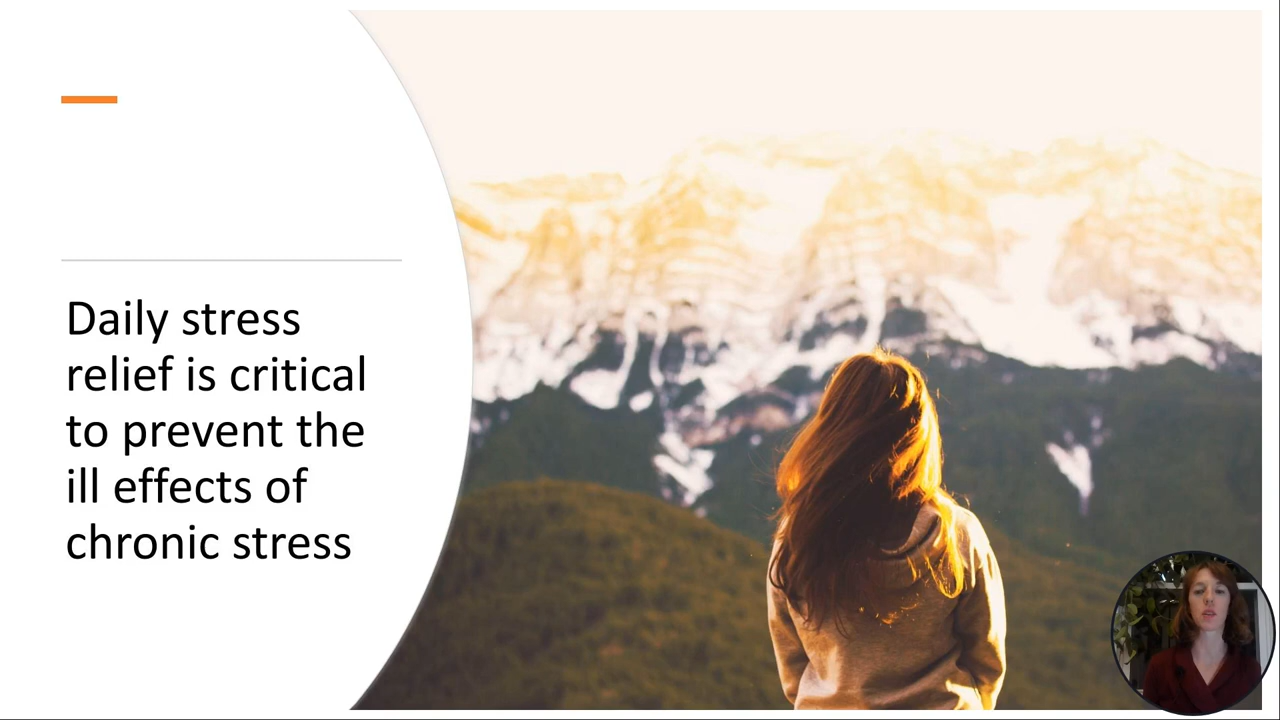 Daily stress
relief is critical
to prevent the
ill effects of
chronic stress